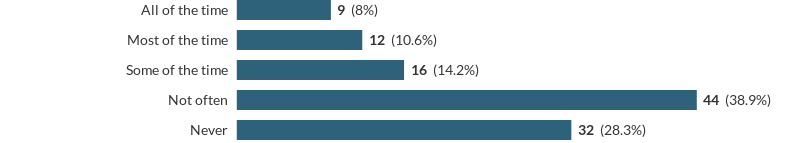 All of the time 9 (8%)
Most of the time 12 (10.6%)
Some of the time 16 (14.2%)
Not often 44 (38.9%)
Never 32 (28.3%)